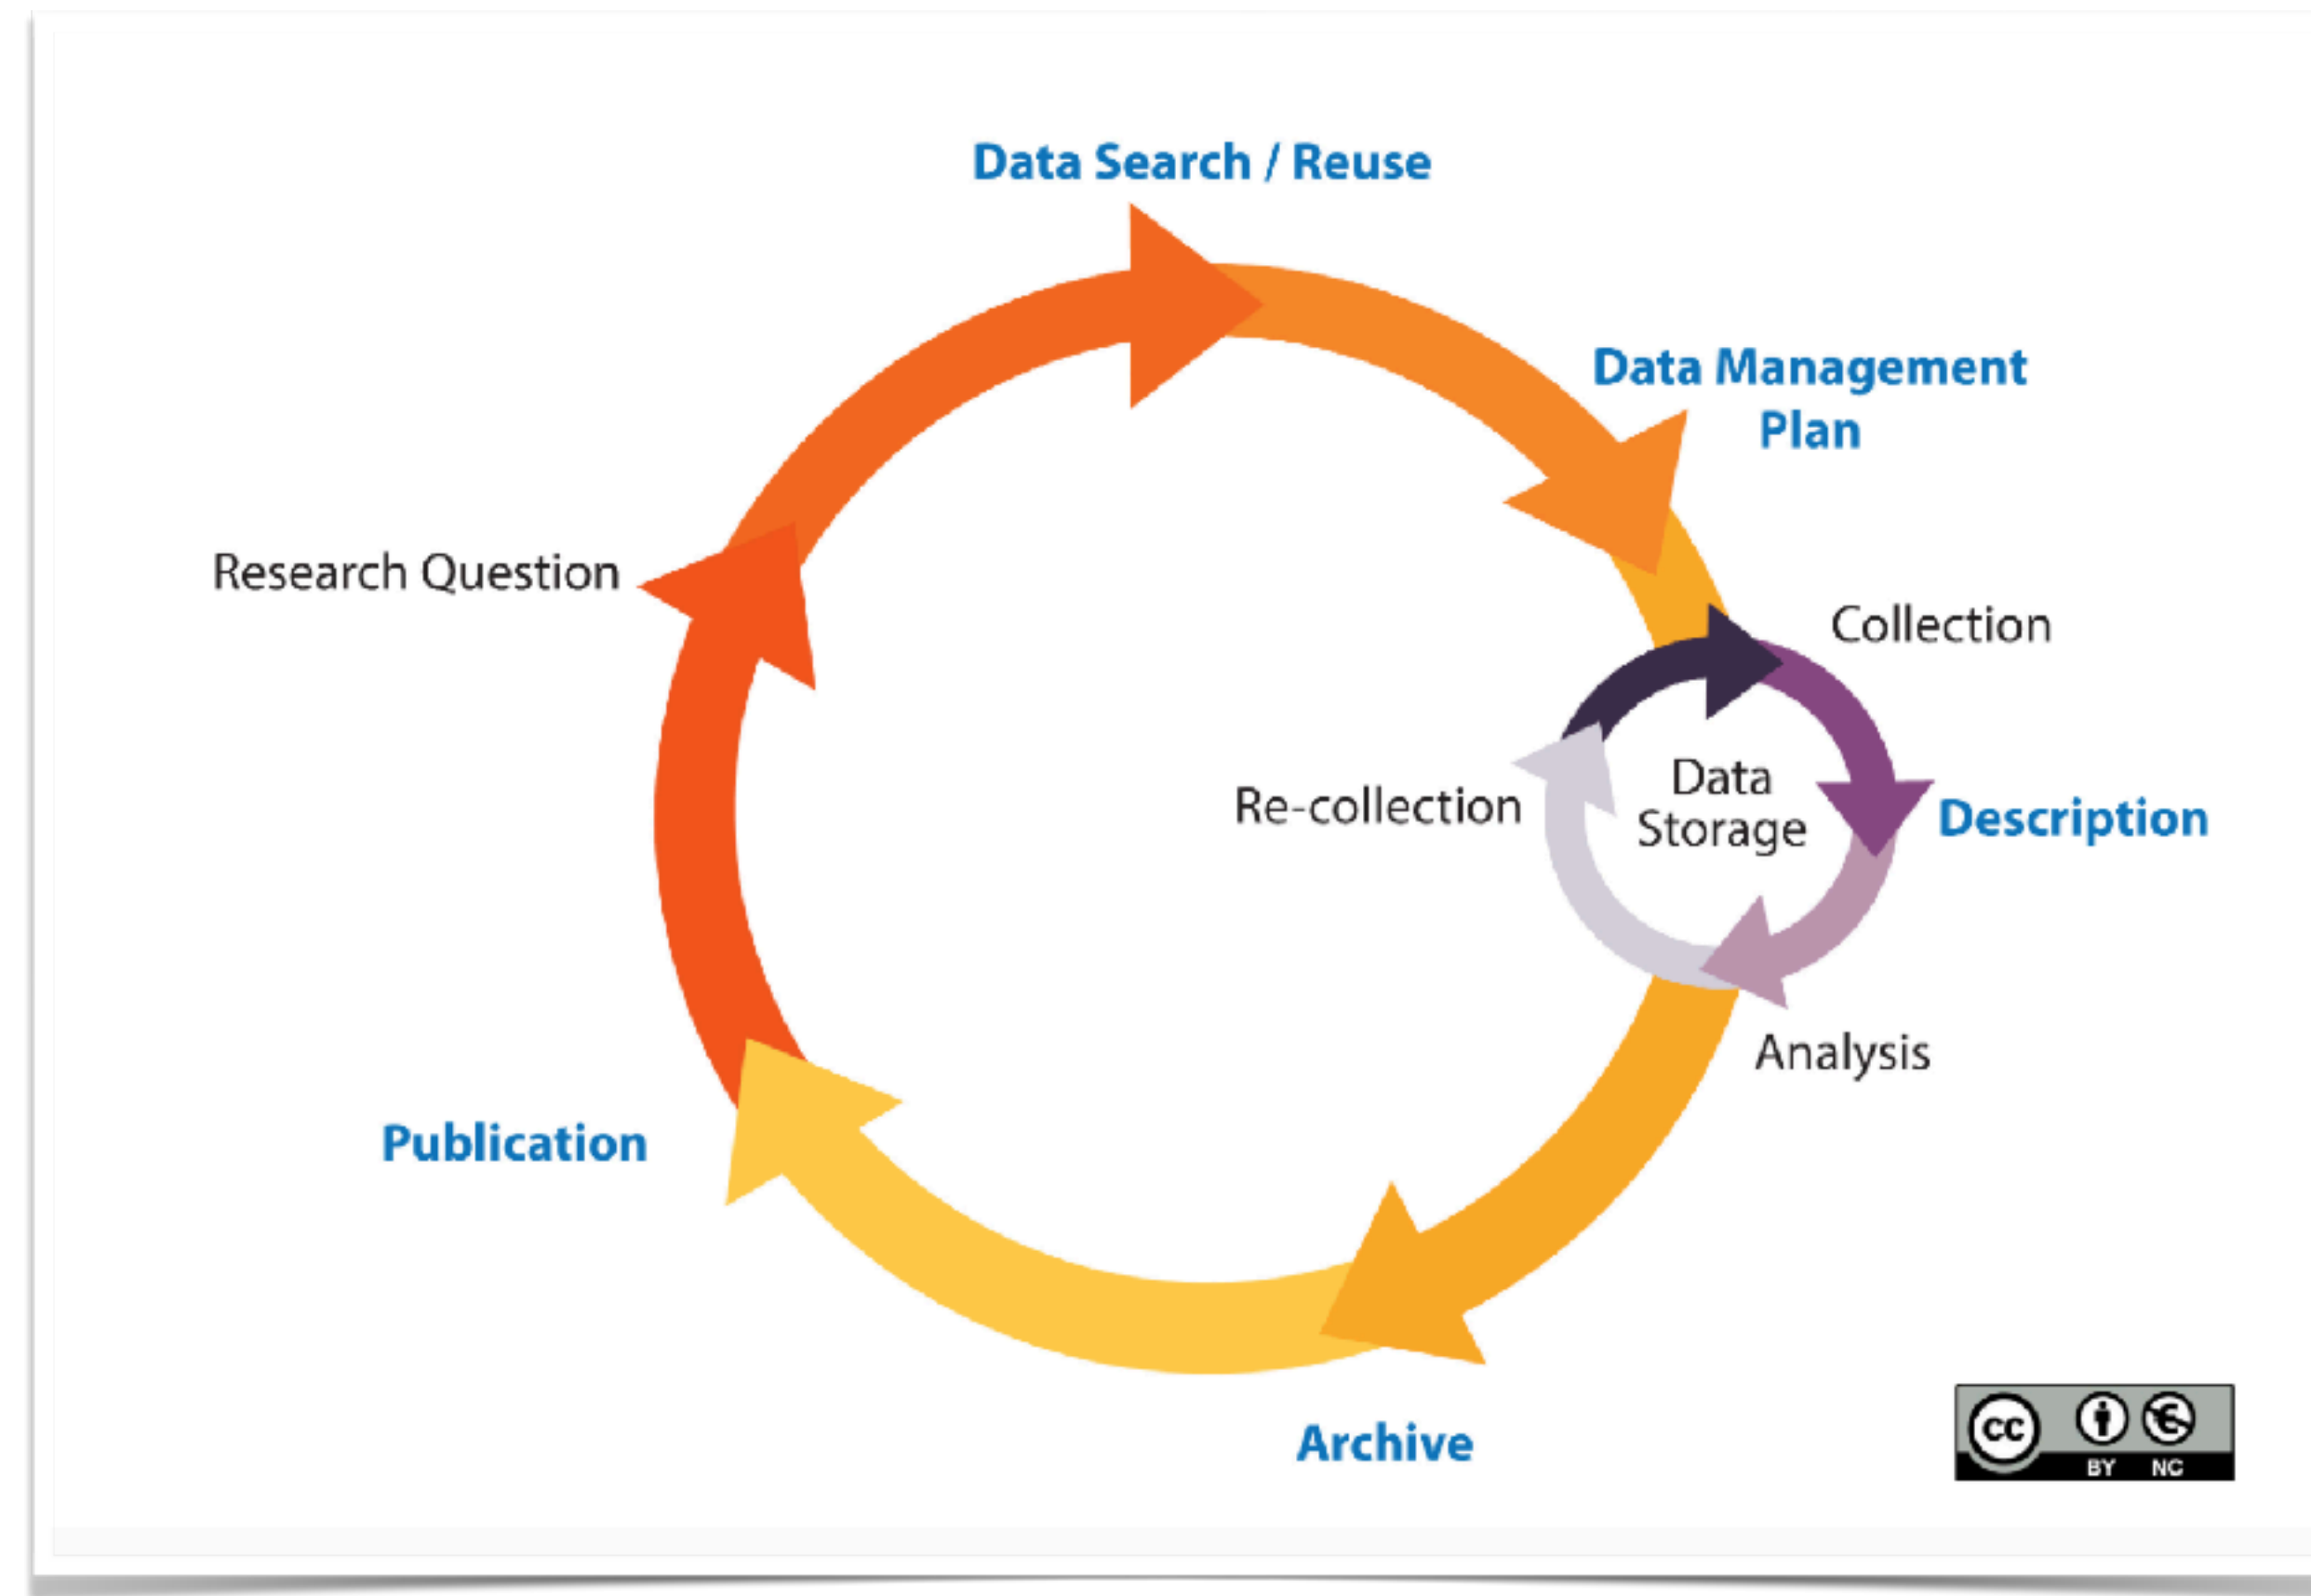 Data Search / Reuse
Data Management
Plan
Research Question
Collection
Re-collection
Data
Storage
Description
Analysis
Publication
Archive
cc
BY NC